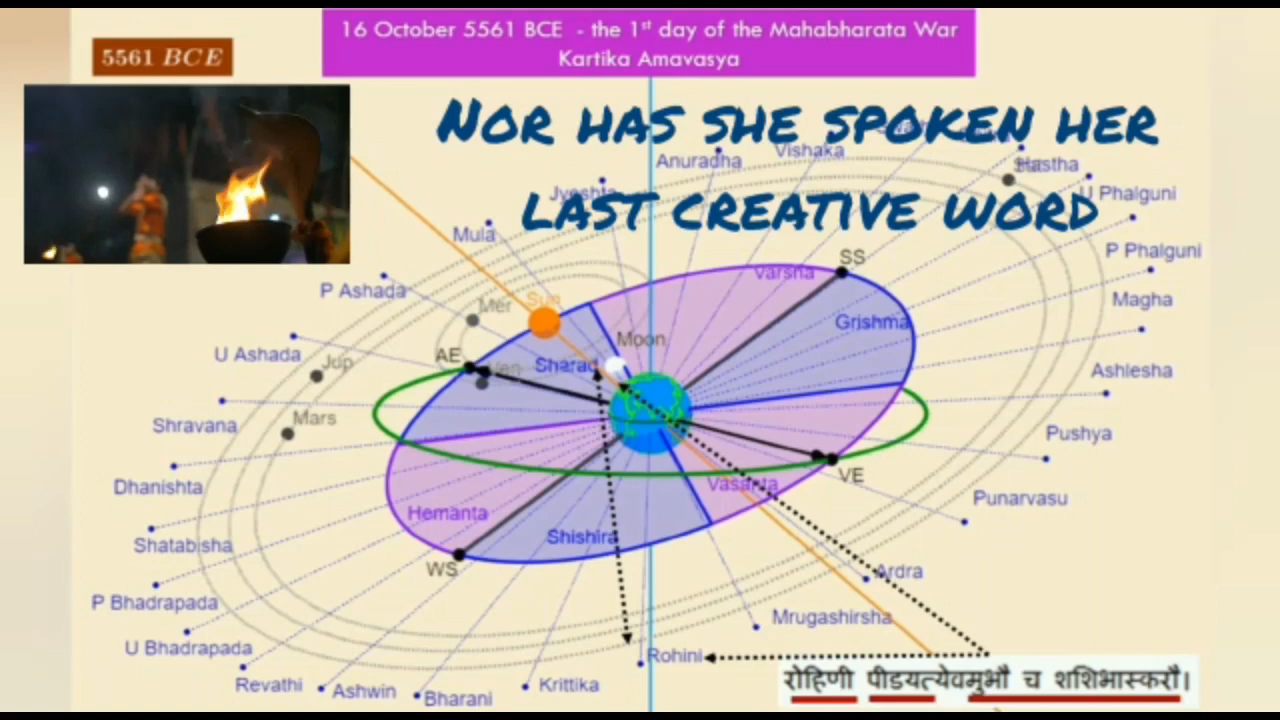 16 October 5561 BCE - the 1st day of the Mahabharata War
Kartika Amavasya
5561 BCE
NOR HAS SHE SPOKEN HER
LAST CREATIVE WORD
Anuradha
Vishaka
Hastha
Jyeshta
U Phalguni
Mula
P Phalguni
SS
Varsha
P Ashada
Mer
Sun
Magha
Grishma
Moon
U Ashada
Jup
AE
Ven
Sharad
Ashlesha
Mars
Shravana
Pushya
VE
Dhanishta
Vasanta
Punarvasu
Hemanta
Shatabisha
Shishira
WS
Ardra
P Bhadrapada
Mrugashirsha
U Bhadrapada
Rohini
रोहिणी पीडयत्येवमुभौ च शशिभास्करौ।
Revathi
Ashwin
Bharani
Krittika